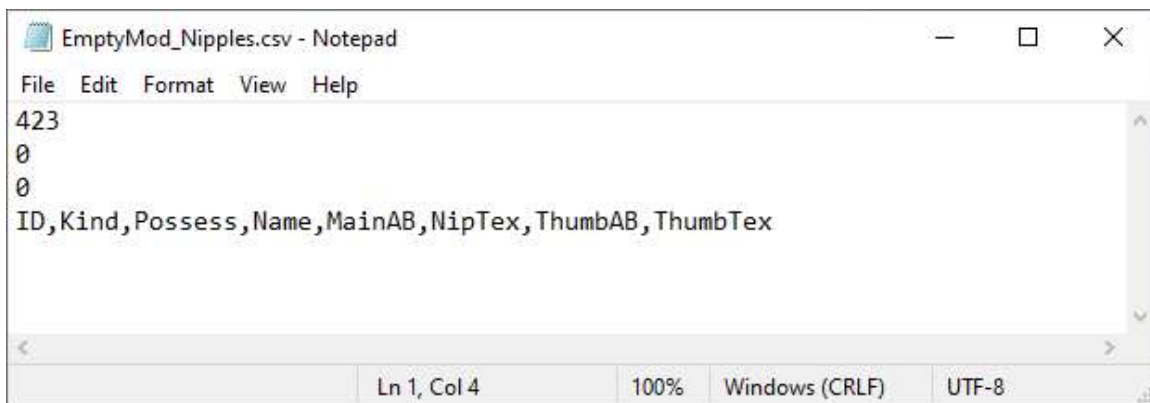 EmptyMod_Nipples.csv - Notepad
File Edit Format View Help
423
0
0
ID,Kind,Possess,Name,MainAB,NipTex,ThumbAB,ThumbTex
Ln 1, Col 4 100% Windows (CRLF) UTF-8